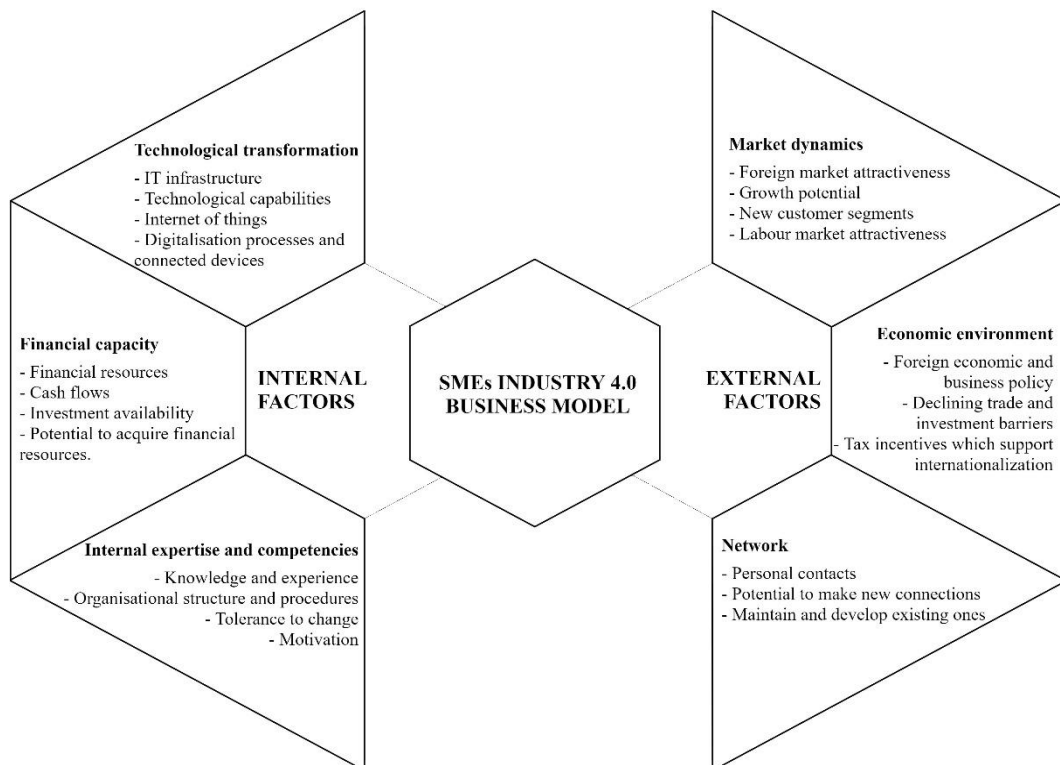 Technological transformation
- IT infrastructure
- Technological capabilities
- Internet of things
- Digitalisation processes and
connected devices
Financial capacity
- Financial resources
- Cash flows
- Investment availability
- Potential to acquire financial
resources.
Internal expertise and competencies
- Knowledge and experience
- Organisational structure and procedures
- Tolerance to change
- Motivation
INTERNAL
FACTORS
SMEs INDUSTRY 4.0
BUSINESS MODEL
EXTERNAL
FACTORS
Market dynamics
- Foreign market attractiveness
- Growth potential
- New customer segments
- Labour market attractiveness
Economic environment
- Foreign economic and
business policy
- Declining trade and
investment barriers
- Tax incentives which support
internationalization
Network
- Personal contacts
- Potential to make new connections
- Maintain and develop existing ones